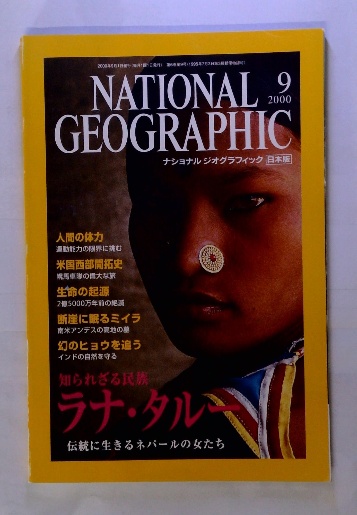 NATIONAL
GEOGRAPHIC
9
2000
ナショナル ジオグラフィック 日本版
人間の体力
運動能力の限界に挑む
米国西部開拓史
幌馬車隊の偉大な旅
生命の起源
7億5000万年前の絶滅
断崖に眠るミイラ
南米アンデスの奥地の墓
幻のヒョウを追う
インドの自然を守る
知られざる民族
ラナ・タルー
伝統に生きるネパールの女たち